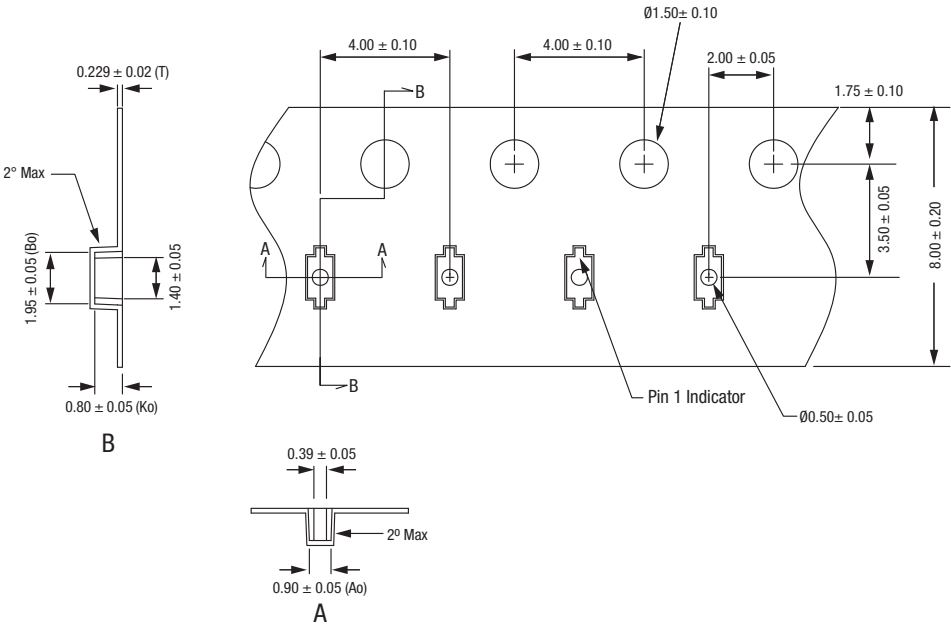 Ø1.50± 0.10
4.00 ± 0.10
4.00 ± 0.10
2.00 ± 0.05
0.229 ± 0.02 (T)
B
1.75 ± 0.10
2° Max
A
A
1.95 ± 0.05 (Bo)
1.40 ± 0.05
3.50 ± 0.05
8.00 ± 0.20
B
0.80 ± 0.05 (Ko)
Pin 1 Indicator
Ø0.50± 0.05
B
0.39 ± 0.05
2º Max
0.90 ± 0.05 (Ao)
A